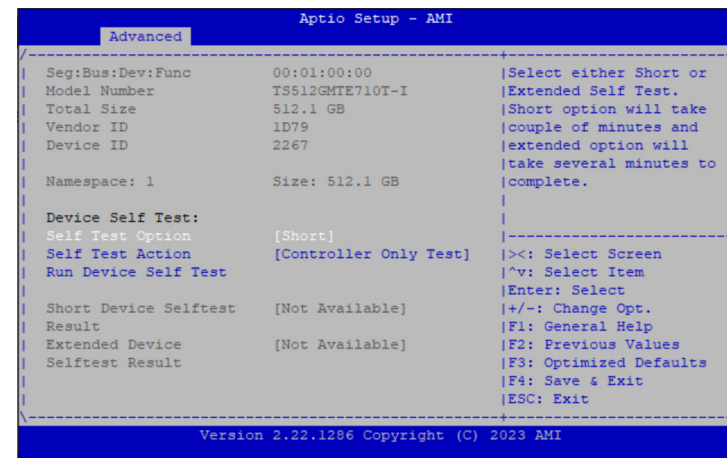 Aptio Setup - AMI
Advanced
Seg:Bus:Dev:Func 00:01:00:00
Model Number TS512GMTE710T-I
Total Size 512.1 GB
Vendor ID 1D79
Device ID 2267
Namespace: 1 Size: 512.1 GB
Device Self Test:
Self Test Option [Short]
Self Test Action [Controller Only Test]
Run Device Self Test
Short Device Selftest [Not Available]
Result
Extended Device [Not Available]
Selftest Result
Select either Short or
Extended Self Test.
Short option will take
couple of minutes and
extended option will
take several minutes to
complete.
><: Select Screen
^v: Select Item
Enter: Select
+/-: Change Opt.
F1: General Help
F2: Previous Values
F3: Optimized Defaults
F4: Save & Exit
ESC: Exit
Version 2.22.1286 Copyright (C) 2023 AMI